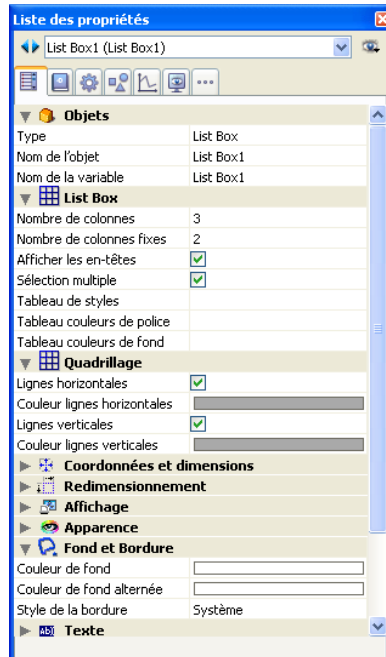 Liste des propriétés
List Box1 (List Box1)
Objets
Type List Box
Nom de l'objet List Box1
Nom de la variable List Box1
List Box
Nombre de colonnes 3
Nombre de colonnes fixes 2
Afficher les en-têtes
Sélection multiple
Tableau de styles
Tableau couleurs de police
Tableau couleurs de fond
Quadrillage
Lignes horizontales
Couleur lignes horizontales
Lignes verticales
Couleur lignes verticales
Coordonnées et dimensions
Redimensionnement
Affichage
Apparence
Fond et Bordure
Couleur de fond
Couleur de fond alternée
Style de la bordure Système
Texte